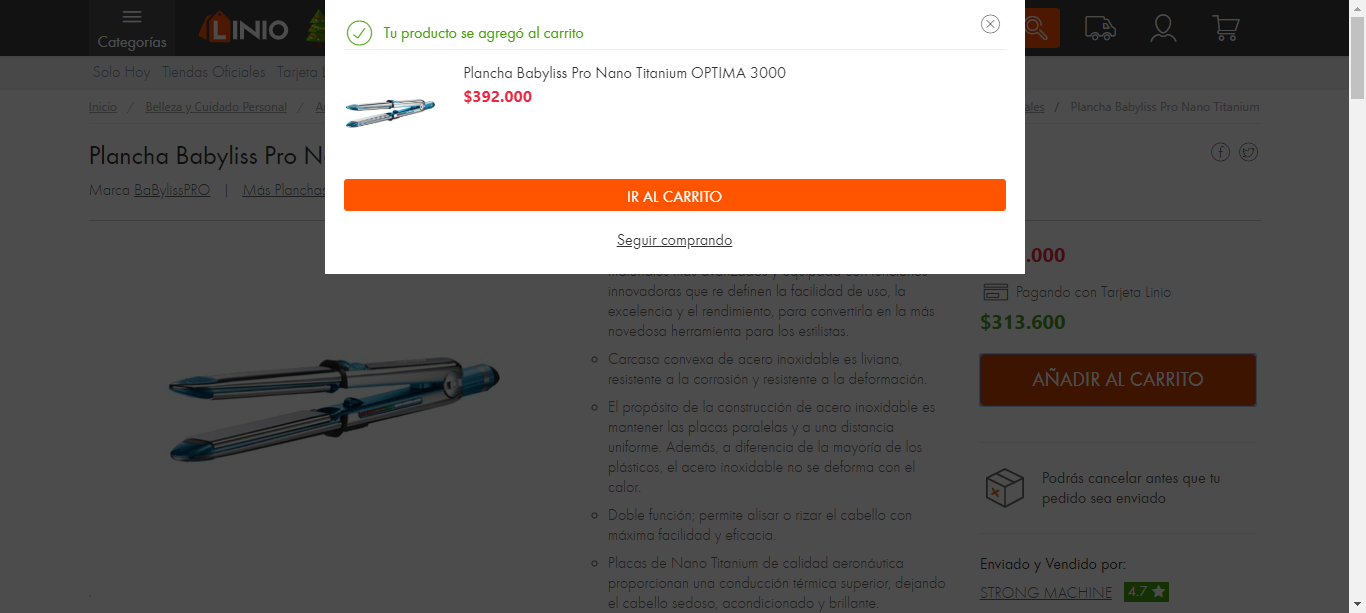 Categorías
LINIO
Tu producto se agregó al carrito
Plancha Babyliss Pro Nano Titanium OPTIMA 3000
$392.000
IR AL CARRITO
Seguir comprando
Solo Hoy Tiendas Oficiales Tarjeta
Inicio / Belleza y Cuidado Personal /
/ Plancha Babyliss Pro Nano Titanium
Plancha Babyliss Pro
Marca BaBylissPRO | Más Planchas
materiales más avanzados y equipada con funciones
innovadoras que re definen la facilidad de uso, la
excelencia y el rendimiento, para convertirla en la más
novedosa herramienta para los estilistas.
Carcasa convexa de acero inoxidable es liviana,
resistente a la corrosión y resistente a la deformación.
El propósito de la construcción de acero inoxidable es
mantener las placas paralelas y a una distancia
uniforme. Además, a diferencia de la mayoría de los
plásticos, el acero inoxidable no se deforma con el
calor.
Doble función; permite alisar o rizar el cabello con
máxima facilidad y eficacia.
Placas de Nano Titanium de calidad aeronáutica
proporcionan una conducción térmica superior, dejando
el cabello sedoso, acondicionado y brillante.
.000
Pagando con Tarjeta Linio
$313.600
AÑADIR AL CARRITO
Podrás cancelar antes que tu
pedido sea enviado
Enviado y Vendido por:
STRONG MACHINE 4.7